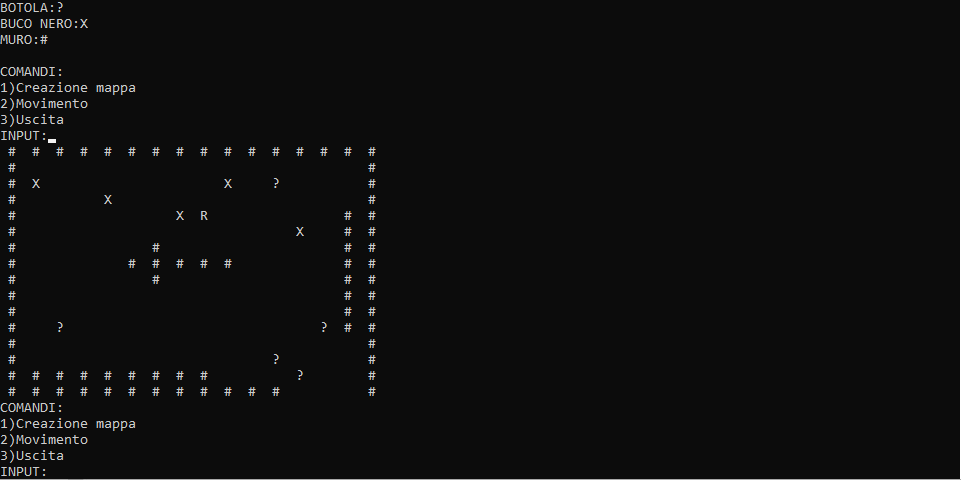 BOTOLA:?
BUCO NERO:X
MURO:#
COMANDI:
1)Creazione mappa
2)Movimento
3)Uscita
INPUT:
 #  #  #  #  #  #  #  #  #  #  #  #  #  #  #  #
 #                                            #
 #  X                       X     ?           #
 #           X                                #
 #                    X  R                 #  #
 #                                   X     #  #
 #                 #                       #  #
 #              #  #  #  #  #              #  #
 #                 #                       #  #
 #                                         #  #
 #                                         #  #
 #     ?                                ?  #  #
 #                                            #
 #                                ?           #
 #  #  #  #  #  #  #  #  #           ?        #
 #  #  #  #  #  #  #  #  #  #  #  #           #
COMANDI:
1)Creazione mappa
2)Movimento
3)Uscita
INPUT: